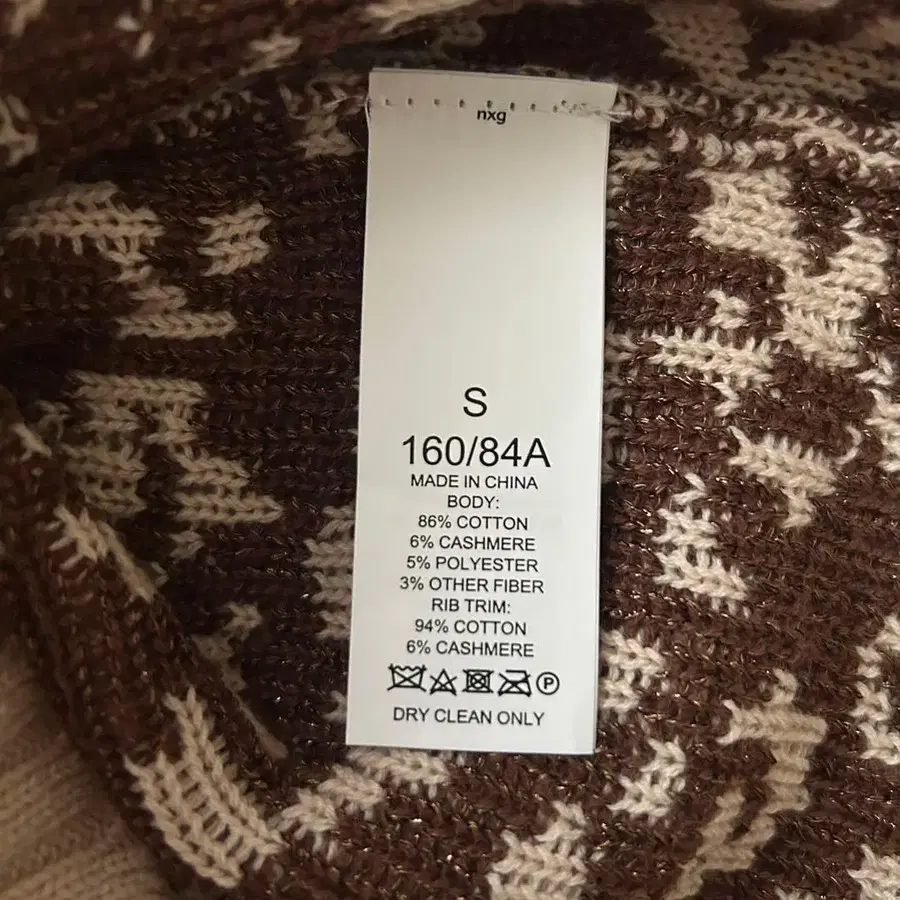 nxg
S
160/84A
MADE IN CHINA
BODY:
86% COTTON
6% CASHMERE
5% POLYESTER
3% OTHER FIBER
RIB TRIM:
94% COTTON
6% CASHMERE
P
DRY CLEAN ONLY